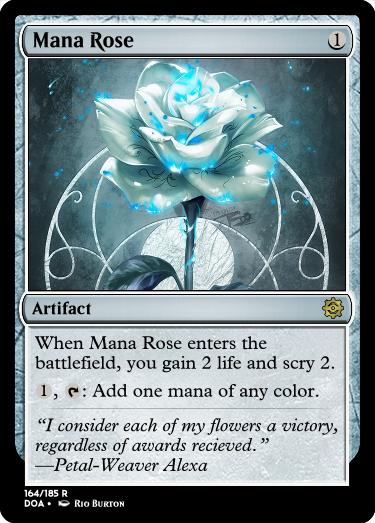 Mana Rose 1
Artifact
When Mana Rose enters the
battlefield, you gain 2 life and scry 2.
1, : Add one mana of any color.
“I consider each of my flowers a victory,
regardless of awards recieved.”
—Petal-Weaver Alexa
164/185 R
DOA • Rio Burton